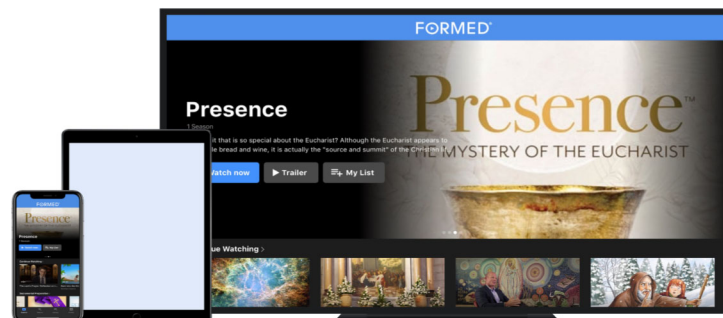 FORMED
Presence™
THE MYSTERY OF THE EUCHARIST
Presence
1 Season
it that is so special about the Eucharist? Although the Eucharist appears to
bread and wine, it is actually the "source and summit" of the Christian
Watch now
Trailer
My List
ue Watching >
FORMED
Presence
Presence